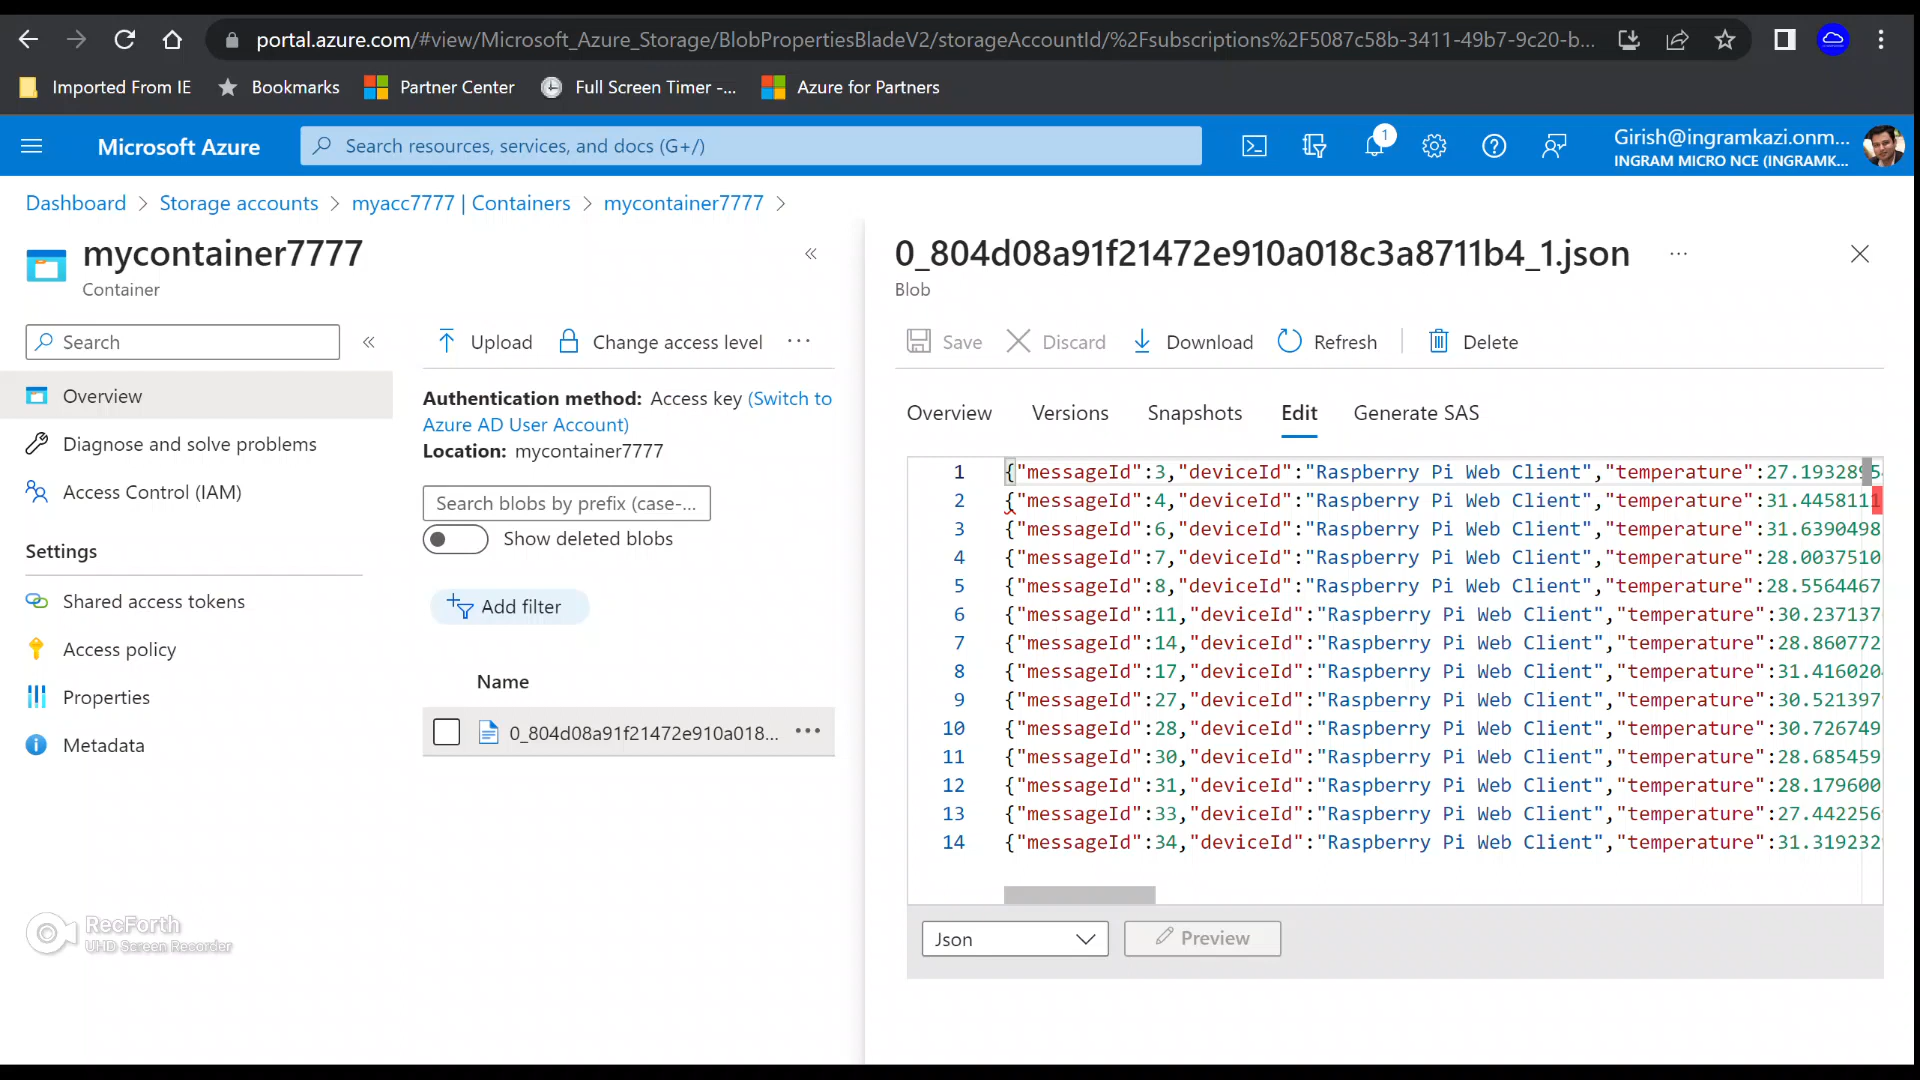 portal.azure.com/#view/Microsoft_Azure_Storage/BlobPropertiesBladeV2/storageAccountId/%2Fsubscriptions%2F5087c58b-3411-49b7-9c20-b...
Imported From IE Bookmarks Partner Center Full Screen Timer -... Azure for Partners
Microsoft Azure Search resources, services, and docs (G+/) 1 Girish@ingramkazi.onm...
INGRAM MICRO NCE (INGRAMK...
Dashboard > Storage accounts > myacc7777 | Containers > mycontainer7777 >
mycontainer7777
Container
Search
Overview
Diagnose and solve problems
Access Control (IAM)
Settings
Shared access tokens
Access policy
Properties
Metadata
RecForth
UHD Screen Recorder
Upload Change access level ...
Authentication method: Access key (Switch to
Azure AD User Account)
Location: mycontainer7777
Search blobs by prefix (case-...
Show deleted blobs
Add filter
Name
0_804d08a91f21472e910a018...
0_804d08a91f21472e910a018c3a8711b4_1.json ...
Blob
Save Discard Download Refresh Delete
Overview Versions Snapshots Edit Generate SAS
1 {"messageId":3,"deviceId":"Raspberry Pi Web Client","temperature":27.1932895
2 {"messageId":4,"deviceId":"Raspberry Pi Web Client","temperature":31.4458111
3 {"messageId":6,"deviceId":"Raspberry Pi Web Client","temperature":31.6390498
4 {"messageId":7,"deviceId":"Raspberry Pi Web Client","temperature":28.0037510
5 {"messageId":8,"deviceId":"Raspberry Pi Web Client","temperature":28.5564467
6 {"messageId":11,"deviceId":"Raspberry Pi Web Client","temperature":30.237137
7 {"messageId":14,"deviceId":"Raspberry Pi Web Client","temperature":28.860772
8 {"messageId":17,"deviceId":"Raspberry Pi Web Client","temperature":31.416020
9 {"messageId":27,"deviceId":"Raspberry Pi Web Client","temperature":30.521397
10 {"messageId":28,"deviceId":"Raspberry Pi Web Client","temperature":30.726749
11 {"messageId":30,"deviceId":"Raspberry Pi Web Client","temperature":28.685459
12 {"messageId":31,"deviceId":"Raspberry Pi Web Client","temperature":28.179600
13 {"messageId":33,"deviceId":"Raspberry Pi Web Client","temperature":27.442256
14 {"messageId":34,"deviceId":"Raspberry Pi Web Client","temperature":31.319232
Json Preview